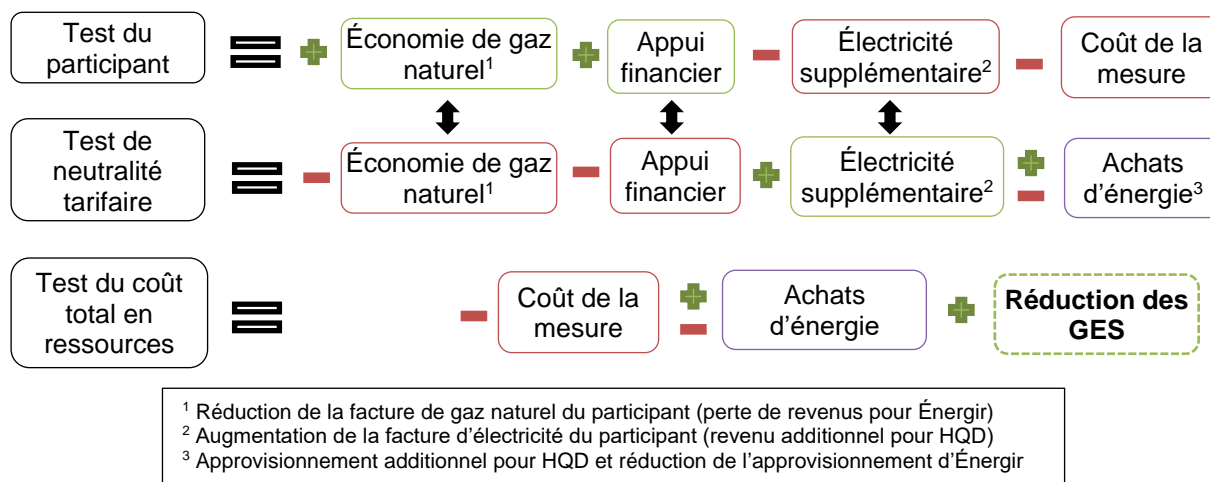 Test du
participant
Économie de gaz
naturel1
Appui
financier
Électricité
supplémentaire2
Coût de la
mesure
Test de
neutralité
tarifaire
Économie de gaz
naturel1
Appui
financier
Électricité
supplémentaire2
Achats
d’énergie3
Test du coût
total en
ressources
Coût de la
mesure
Achats
d’énergie
Réduction des
GES
1 Réduction de la facture de gaz naturel du participant (perte de revenus pour Énergir)
2 Augmentation de la facture d’électricité du participant (revenu additionnel pour HQD)
3 Approvisionnement additionnel pour HQD et réduction de l’approvisionnement d’Énergir